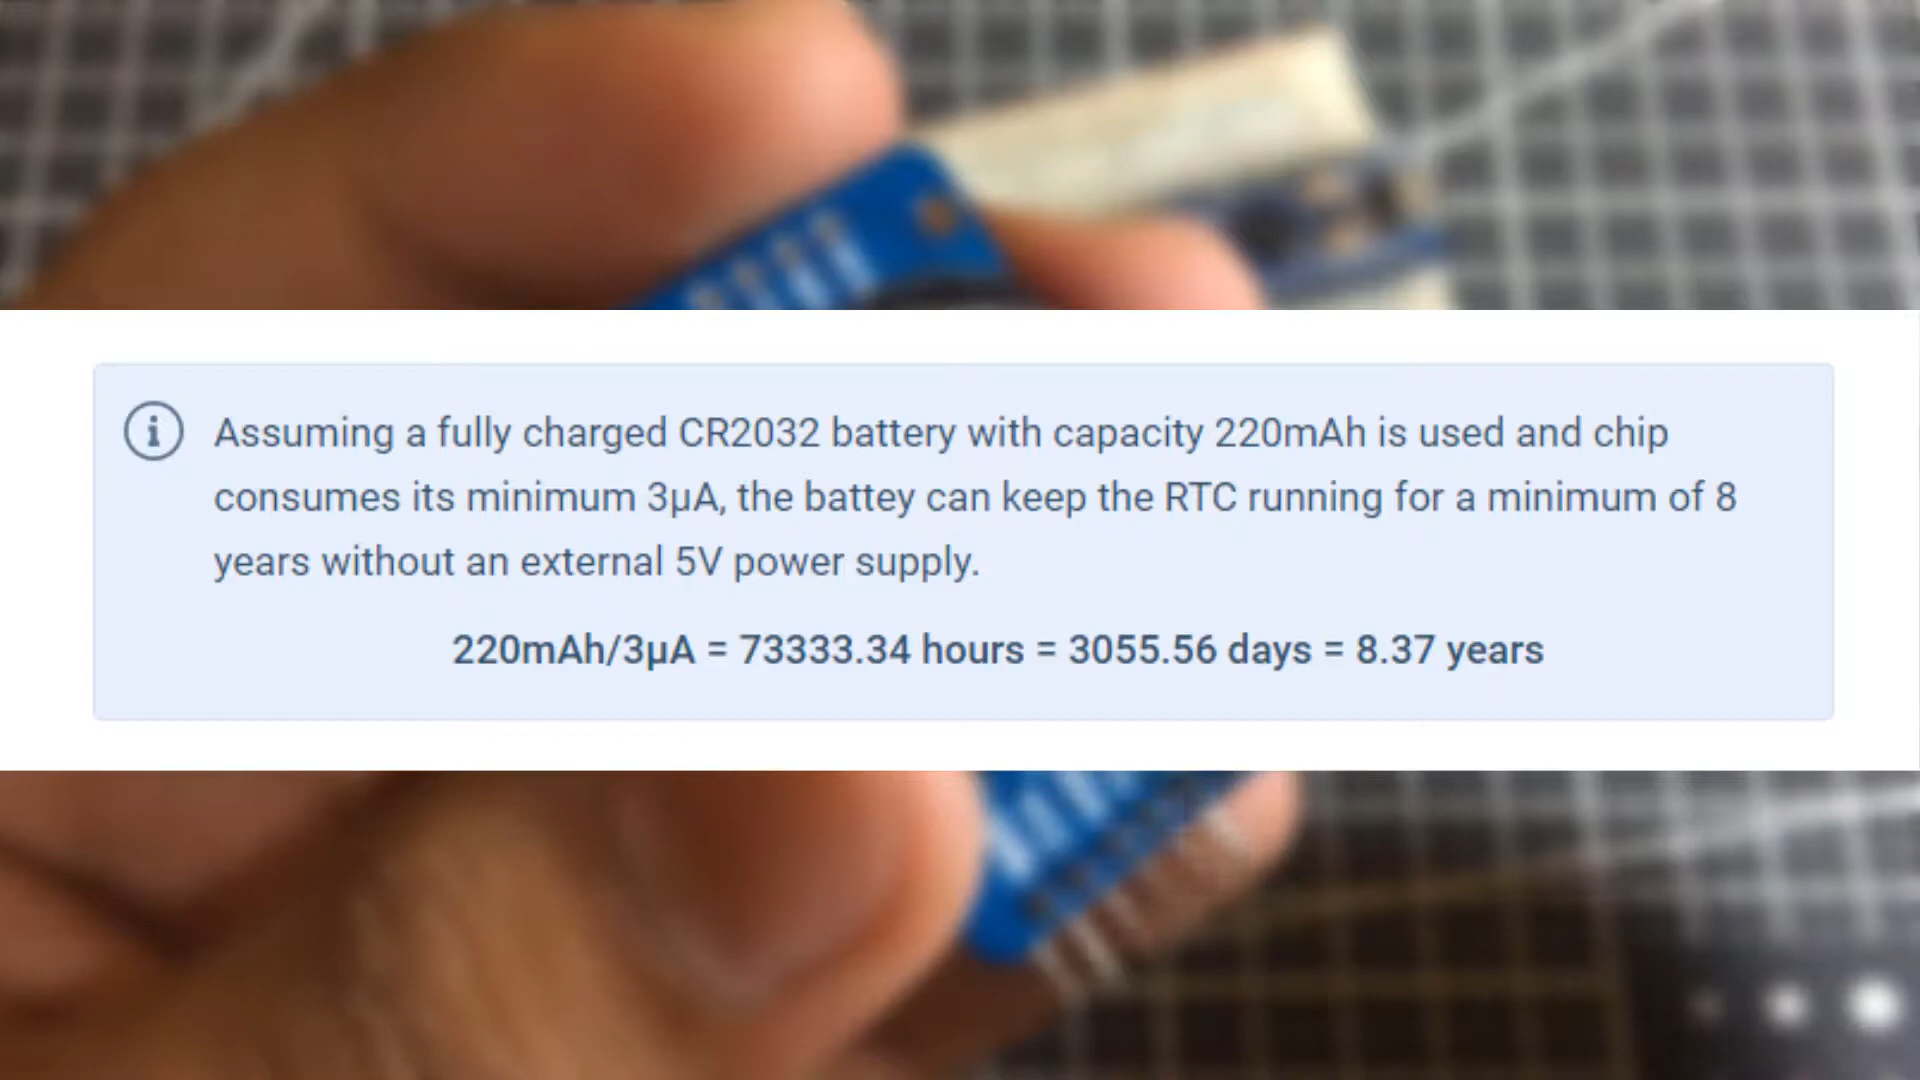 Assuming a fully charged CR2032 battery with capacity 220mAh is used and chip
consumes its minimum 3µA, the battey can keep the RTC running for a minimum of 8
years without an external 5V power supply.
220mAh/3µA = 73333.34 hours = 3055.56 days = 8.37 years